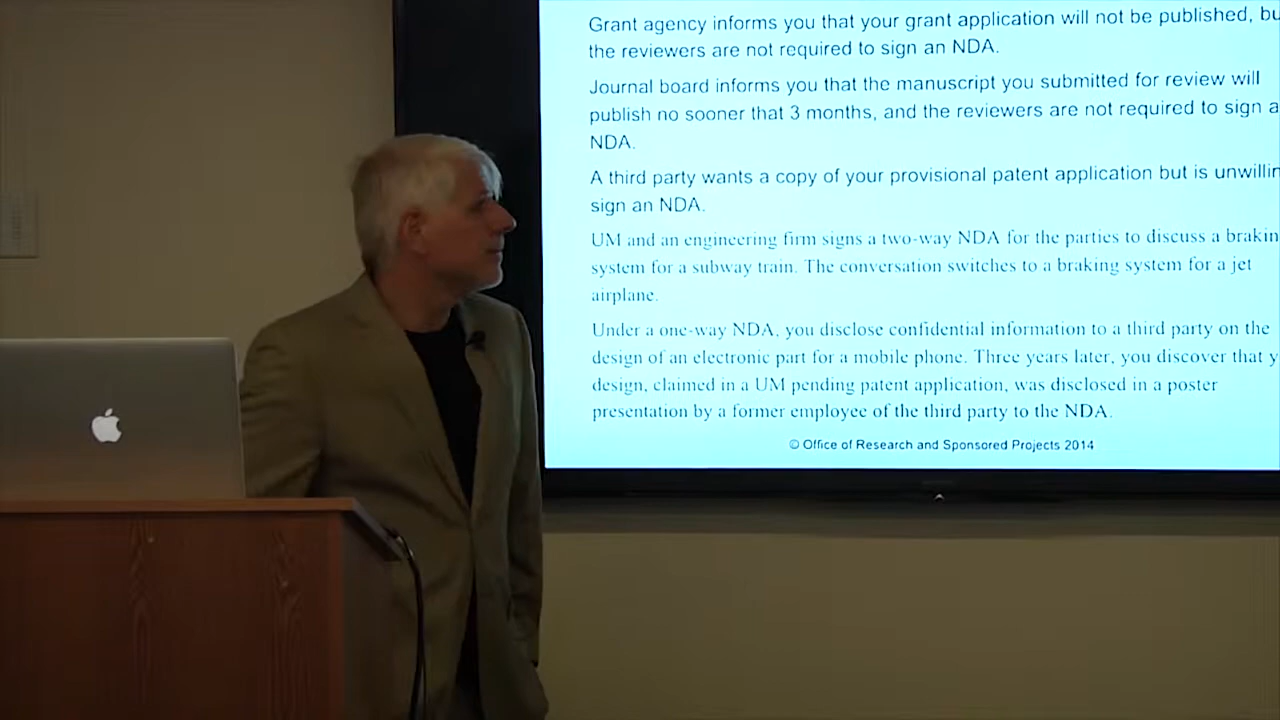 Grant agency informs you that your grant application will not be published, bu
the reviewers are not required to sign an NDA.
Journal board informs you that the manuscript you submitted for review will
publish no sooner that 3 months, and the reviewers are not required to sign a
NDA.
A third party wants a copy of your provisional patent application but is unwillin
sign an NDA.
UM and an engineering firm signs a two-way NDA for the parties to discuss a brakin
system for a subway train. The conversation switches to a braking system for a jet
airplane.
Under a one-way NDA, you disclose confidential information to a third party on the
design of an electronic part for a mobile phone. Three years later, you discover that y
design, claimed in a UM pending patent application, was disclosed in a poster
presentation by a former employee of the third party to the NDA.
© Office of Research and Sponsored Projects 2014